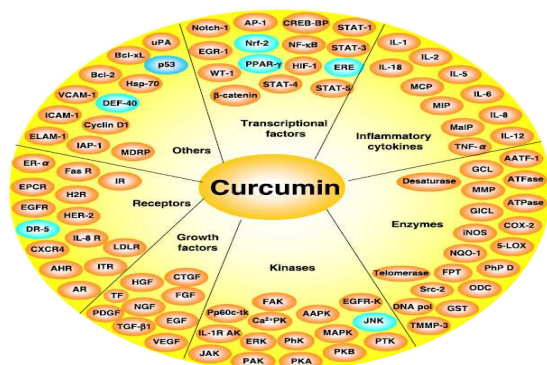 Curcumin
Transcriptional
factors
Notch-1
AP-1
CREB-BP
STAT-1
EGR-1
Nrf-2
NF-κB
STAT-3
WT-1
PPAR-γ
HIF-1
ERE
β-catenin
STAT-4
STAT-5
Inflammatory
cytokines
IL-1
IL-18
IL-2
IL-5
MCP
IL-6
MIP
IL-8
MaIP
IL-12
TNF-α
Enzymes
AATF-1
GCL
ATFase
Desaturase
MMP
ATPase
GICL
COX-2
iNOS
5-LOX
NQO-1
PhP D
Telomerase
FPT
ODC
Src-2
GST
DNA pol
TMMP-3
Kinases
FAK
EGFR-K
Pp60c-tk
Ca²⁺PK
AAPK
JNK
IL-1R AK
ERK
PhK
MAPK
PTK
JAK
PAK
PKA
PKB
Growth
factors
CTGF
HGF
FGF
TF
NGF
EGF
PDGF
TGF-β1
VEGF
Receptors
ER-α
Fas R
IR
EPCR
H2R
EGFR
HER-2
DR-5
IL-8 R
LDLR
CXCR4
ITR
AHR
AR
Others
uPA
Bcl-xL
p53
Bcl-2
Hsp-70
VCAM-1
DEF-40
ICAM-1
Cyclin D1
ELAM-1
IAP-1
MDRP